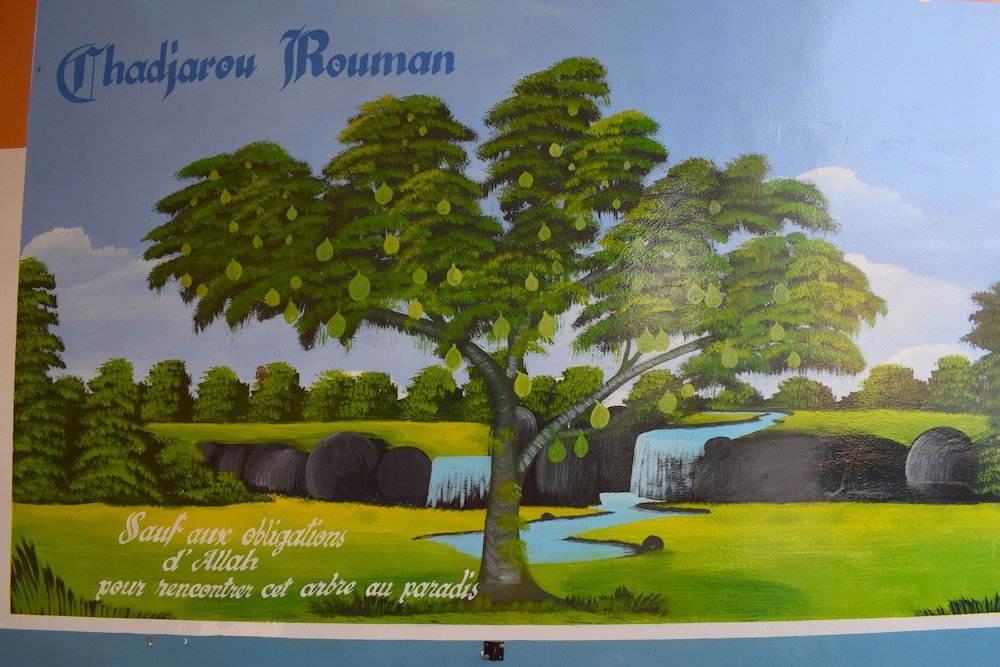 Chadjarou Rouman
Sauf aux obligations
d'Allah
pour rencontrer cet arbre au paradis